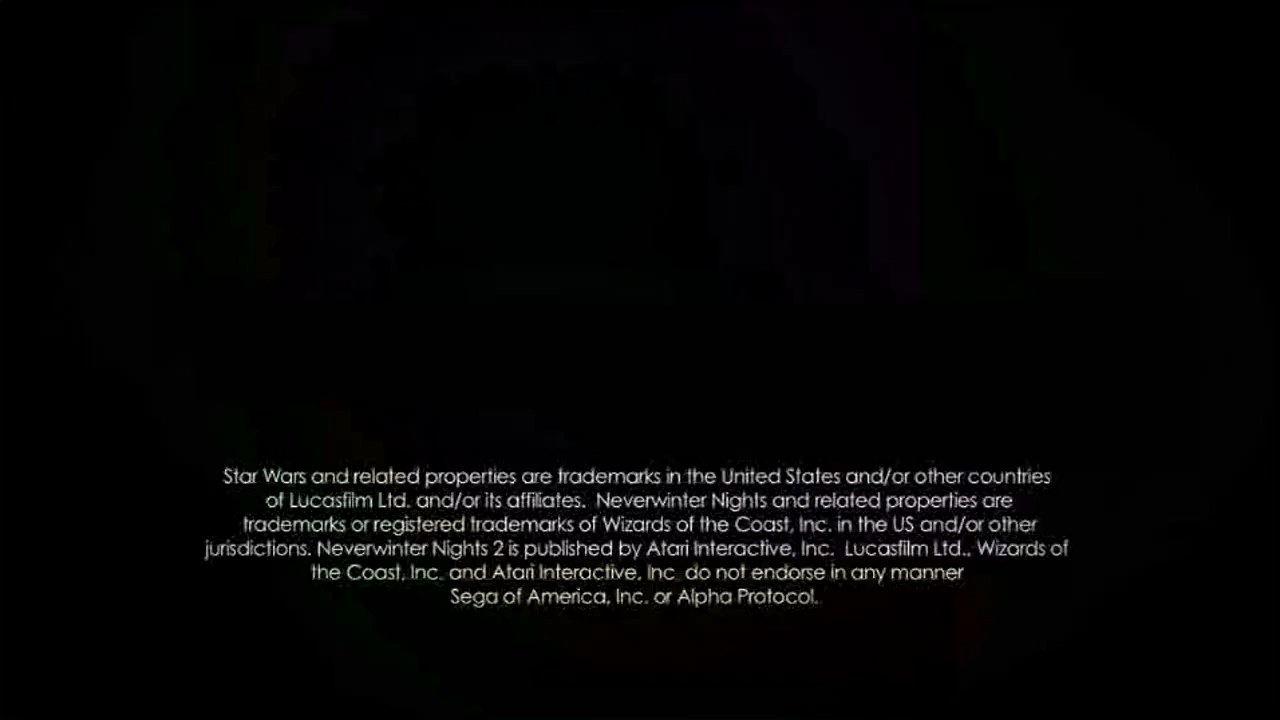 Star Wars and related properties are trademarks in the United States and/or other countries
of Lucasfilm Ltd. and/or its affiliates.  Neverwinter Nights and related properties are
trademarks or registered trademarks of Wizards of the Coast, Inc. in the US and/or other
jurisdictions. Neverwinter Nights 2 is published by Atari Interactive, Inc.  Lucasfilm Ltd., Wizards of
the Coast, Inc. and Atari Interactive, Inc. do not endorse in any manner
Sega of America, Inc. or Alpha Protocol.